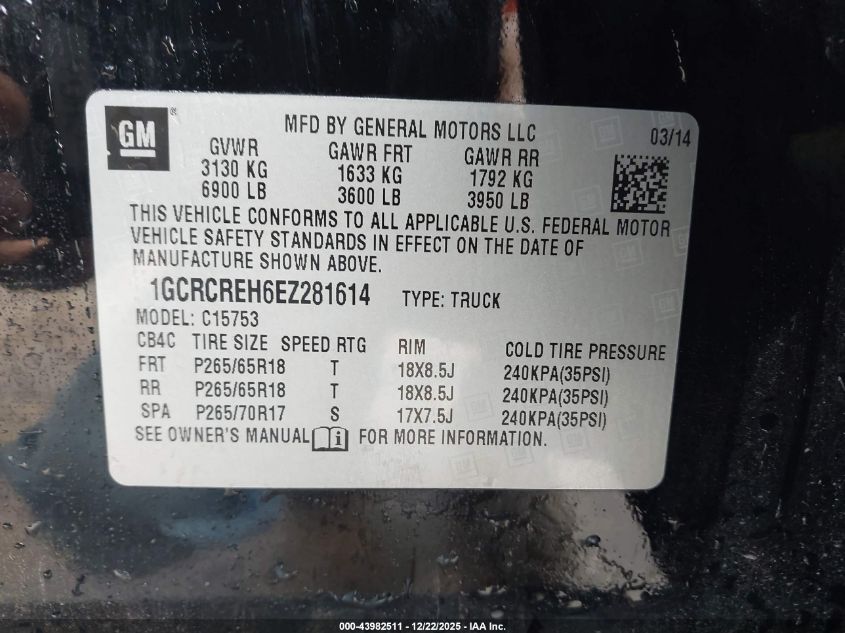 GM ®
MFD BY GENERAL MOTORS LLC 03/14
GVWR GAWR FRT GAWR RR
3130 KG 1633 KG 1792 KG
6900 LB 3600 LB 3950 LB
THIS VEHICLE CONFORMS TO ALL APPLICABLE U.S. FEDERAL MOTOR
VEHICLE SAFETY STANDARDS IN EFFECT ON THE DATE OF
MANUFACTURE SHOWN ABOVE.
1GCRCREH6EZ281614 TYPE: TRUCK
MODEL: C15753
CB4C TIRE SIZE SPEED RTG RIM COLD TIRE PRESSURE
FRT P265/65R18 T 18X8.5J 240KPA(35PSI)
RR P265/65R18 T 18X8.5J 240KPA(35PSI)
SPA P265/70R17 S 17X7.5J 240KPA(35PSI)
SEE OWNER'S MANUAL i FOR MORE INFORMATION.
000-43982511 - 12/22/2025 - IAA Inc.